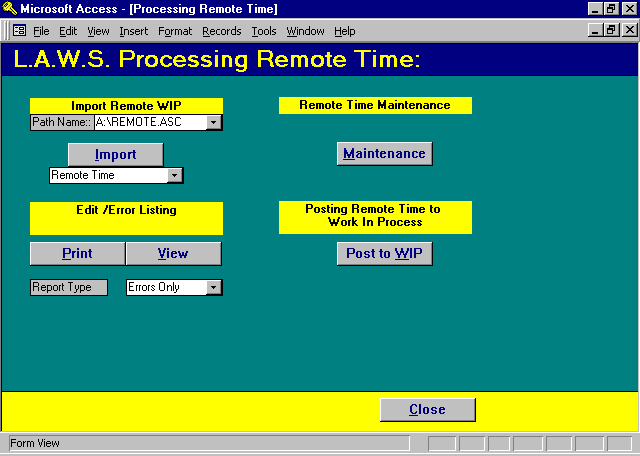 Microsoft Access - [Processing Remote Time]
File Edit View Insert Format Records Tools Window Help
L.A.W.S. Processing Remote Time:
Import Remote WIP
Path Name:: A:\REMOTE.ASC
Import
Remote Time
Remote Time Maintenance
Maintenance
Edit /Error Listing
Print View
Report Type Errors Only
Posting Remote Time to
Work In Process
Post to WIP
Close
Form View